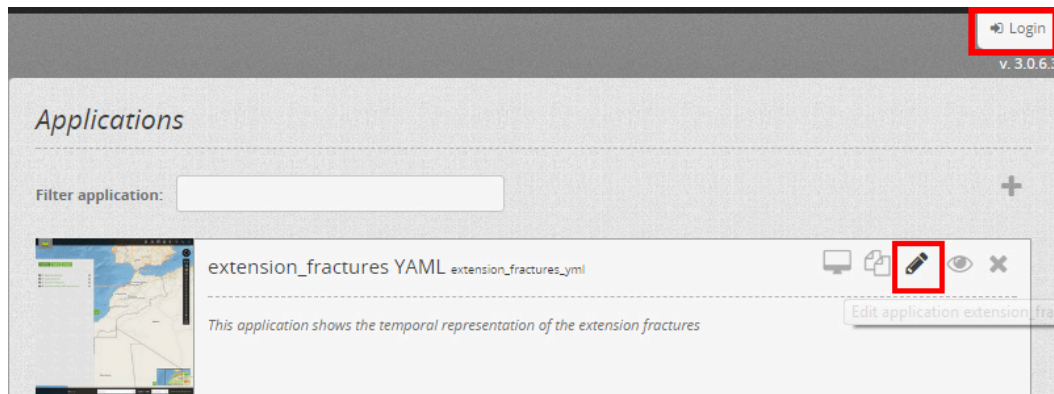 Login
v. 3.0.6.3
Applications
Filter application:
extension_fractures YAML extension_fractures_yml
Edit application extension_fra
This application shows the temporal representation of the extension fractures